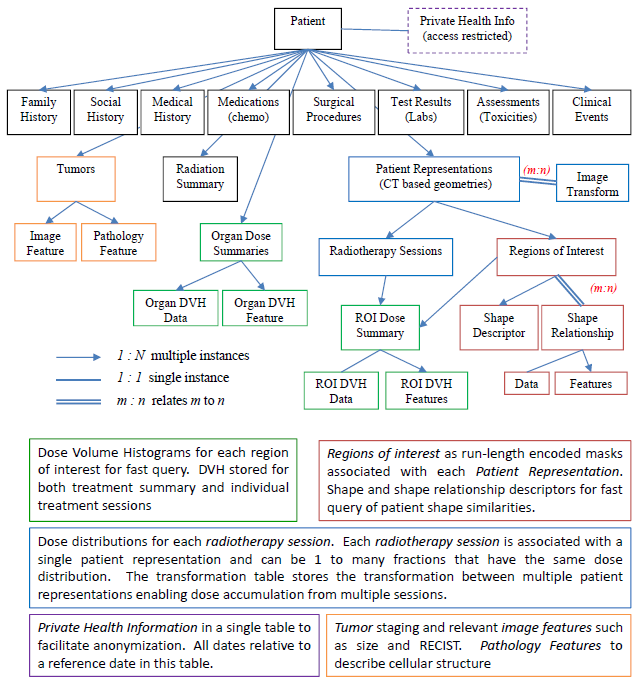 Patient
Private Health Info
(access restricted)
Family
History
Social
History
Medical
History
Medications
(chemo)
Surgical
Procedures
Test Results
(Labs)
Assessments
(Toxicities)
Clinical
Events
Tumors
Radiation
Summary
Patient Representations
(CT based geometries)
(m:n)
Image
Transform
Image
Feature
Pathology
Feature
Organ Dose
Summaries
Radiotherapy Sessions
Regions of Interest
(m:n)
Organ DVH
Data
Organ DVH
Feature
ROI Dose
Summary
Shape
Descriptor
Shape
Relationship
1 : N multiple instances
1 : 1 single instance
m : n relates m to n
ROI DVH
Data
ROI DVH
Features
Data
Features
Dose Volume Histograms for each region
of interest for fast query. DVH stored for
both treatment summary and individual
treatment sessions
Regions of interest as run-length encoded masks
associated with each Patient Representation.
Shape and shape relationship descriptors for fast
query of patient shape similarities.
Dose distributions for each radiotherapy session. Each radiotherapy session is associated with a
single patient representation and can be 1 to many fractions that have the same dose
distribution. The transformation table stores the transformation between multiple patient
representations enabling dose accumulation from multiple sessions.
Private Health Information in a single table to
facilitate anonymization. All dates relative to
a reference date in this table.
Tumor staging and relevant image features such
as size and RECIST. Pathology Features to
describe cellular structure